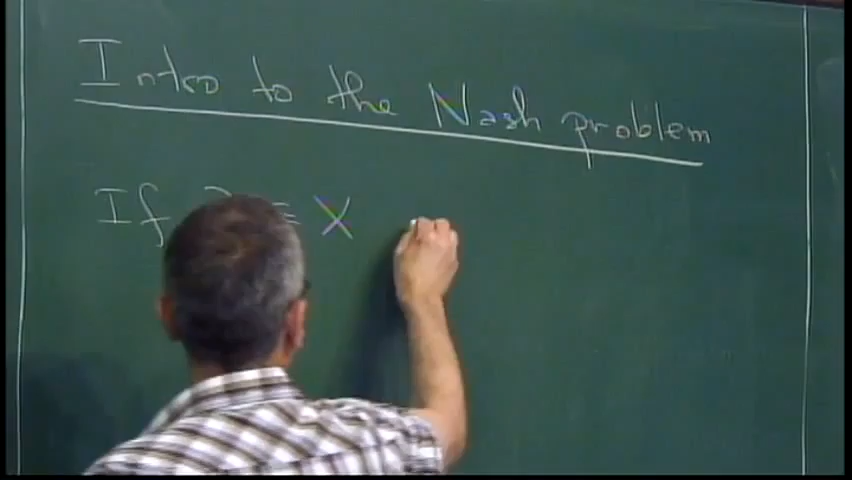 Intro to the Nash problem
If ∈ X